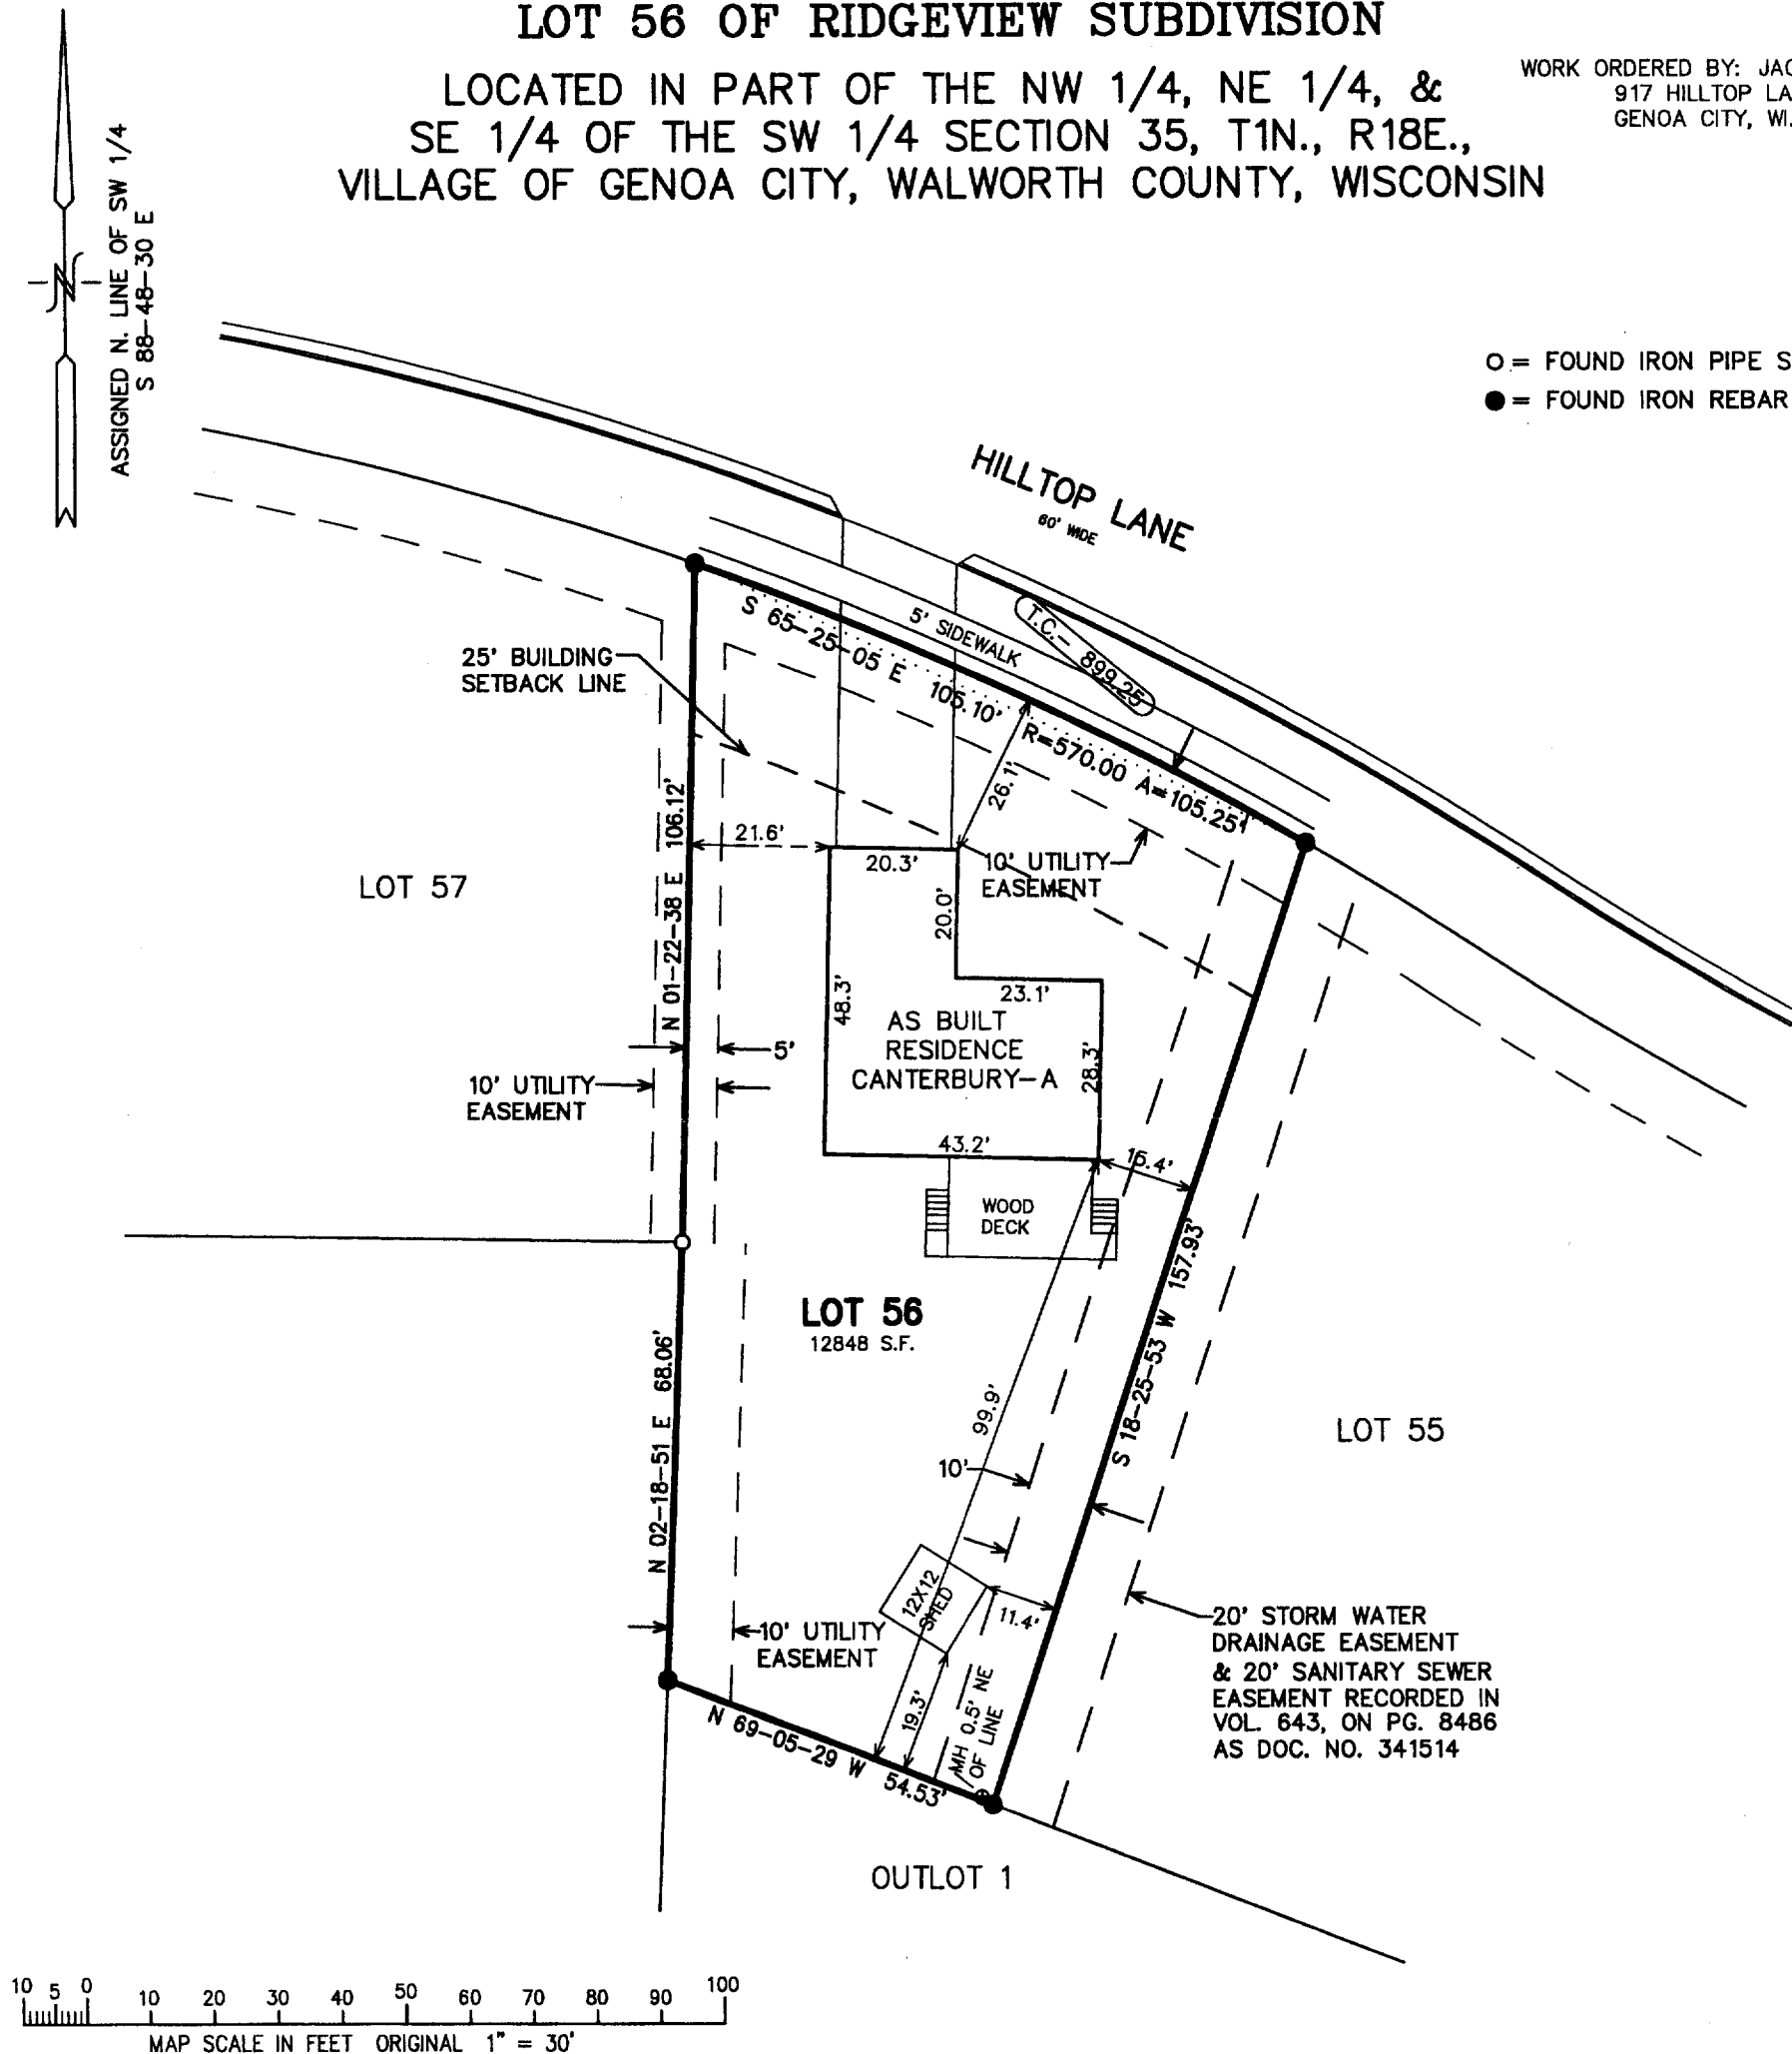 LOT 56 OF RIDGEVIEW SUBDIVISION
LOCATED IN PART OF THE NW 1/4, NE 1/4, &
SE 1/4 OF THE SW 1/4 SECTION 35, T1N., R18E.,
VILLAGE OF GENOA CITY, WALWORTH COUNTY, WISCONSIN
WORK ORDERED BY: JAC
917 HILLTOP LA
GENOA CITY, WI.
ASSIGNED N. LINE OF SW 1/4
S 88-48-30 E
N
O = FOUND IRON PIPE S
● = FOUND IRON REBAR
HILLTOP LANE
60' WIDE
5' SIDEWALK
T.C.- 899.25
S 65-25-05 E 105.10'
R=570.00 A=105.25'
25' BUILDING
SETBACK LINE
26.1'
21.6'
20.3'
10' UTILITY
EASEMENT
LOT 57
N 01-22-38 E 106.12'
20.0'
23.1'
48.3'
AS BUILT
RESIDENCE
CANTERBURY-A
28.3'
5'
10' UTILITY
EASEMENT
43.2'
15.4'
WOOD
DECK
LOT 56
12848 S.F.
S 18-25-53 W 157.93'
N 02-18-51 E 68.06'
99.9'
10'
LOT 55
12X12
SHED
11.4'
10' UTILITY
EASEMENT
19.3'
MH 0.5' NE
OF LINE
N 69-05-29 W 54.53'
20' STORM WATER
DRAINAGE EASEMENT
& 20' SANITARY SEWER
EASEMENT RECORDED IN
VOL. 643, ON PG. 8486
AS DOC. NO. 341514
OUTLOT 1
10 5 0 10 20 30 40 50 60 70 80 90 100
MAP SCALE IN FEET ORIGINAL 1" = 30'